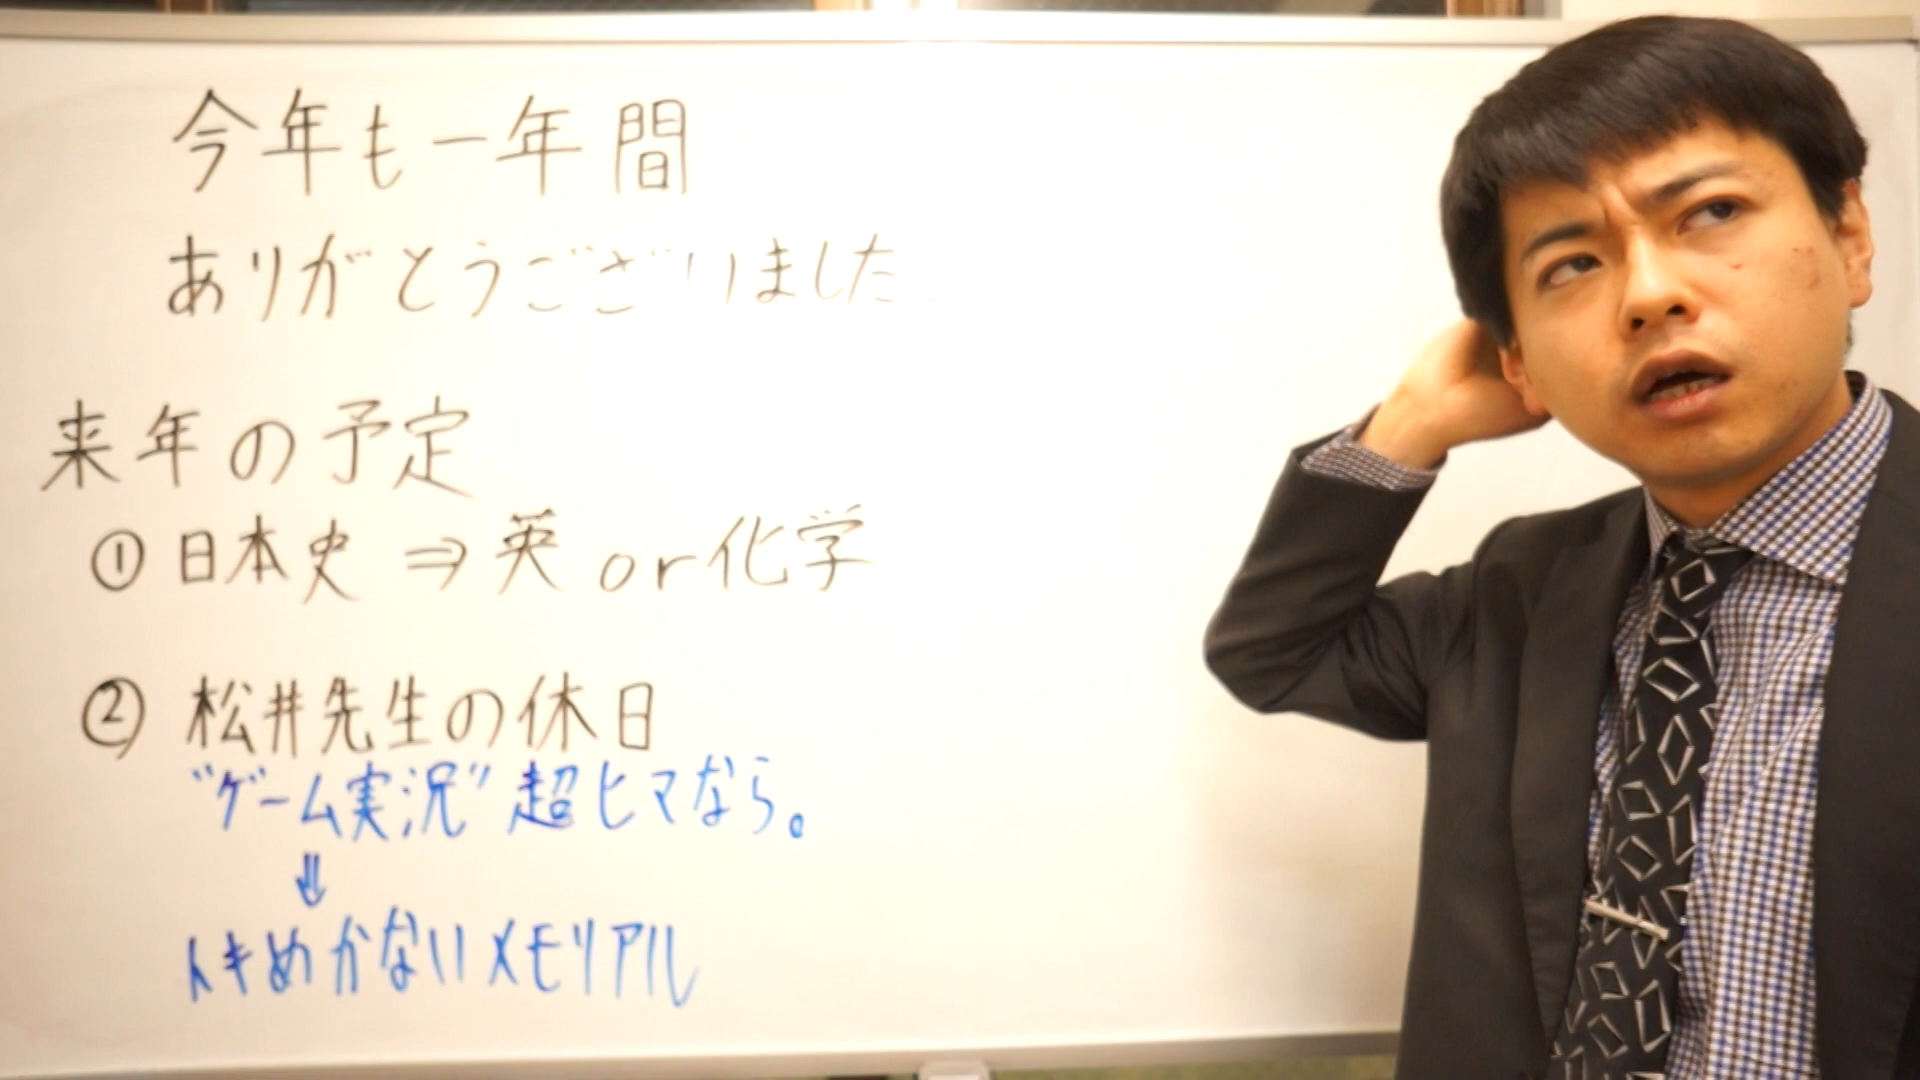 今年も一年間
ありがとうございました
来年の予定
① 日本史 ⇒ 英 or 化学
② 松井先生の休日
"ゲーム実況" 超ヒマなら。
⇓
トキめかないメモリアル